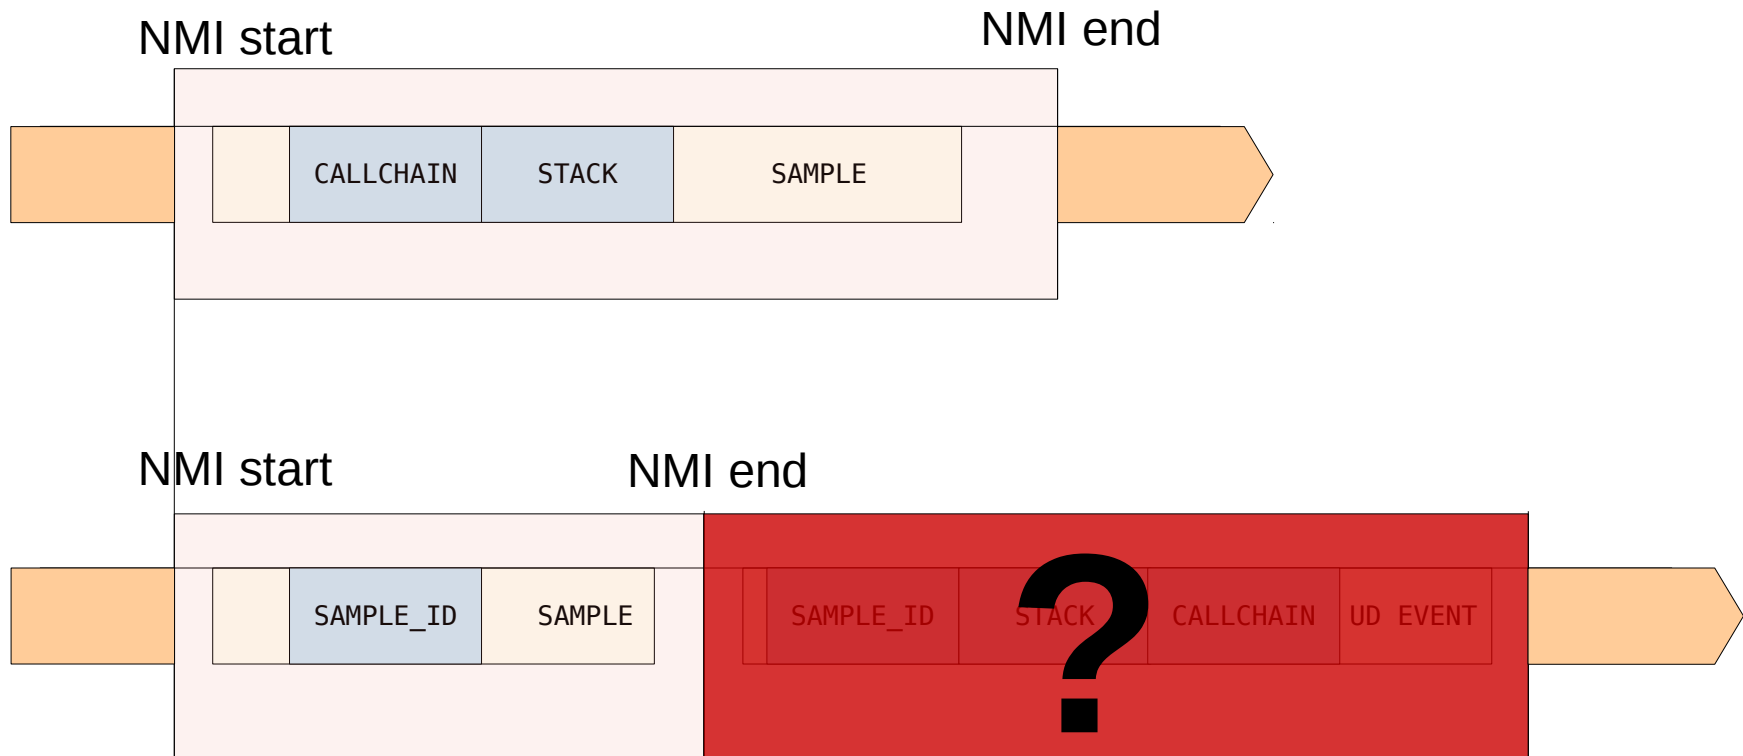 NMI start
NMI end
CALLCHAIN
STACK
SAMPLE
NMI start
NMI end
SAMPLE_ID
SAMPLE
SAMPLE_ID
STACK
CALLCHAIN
UD EVENT
?